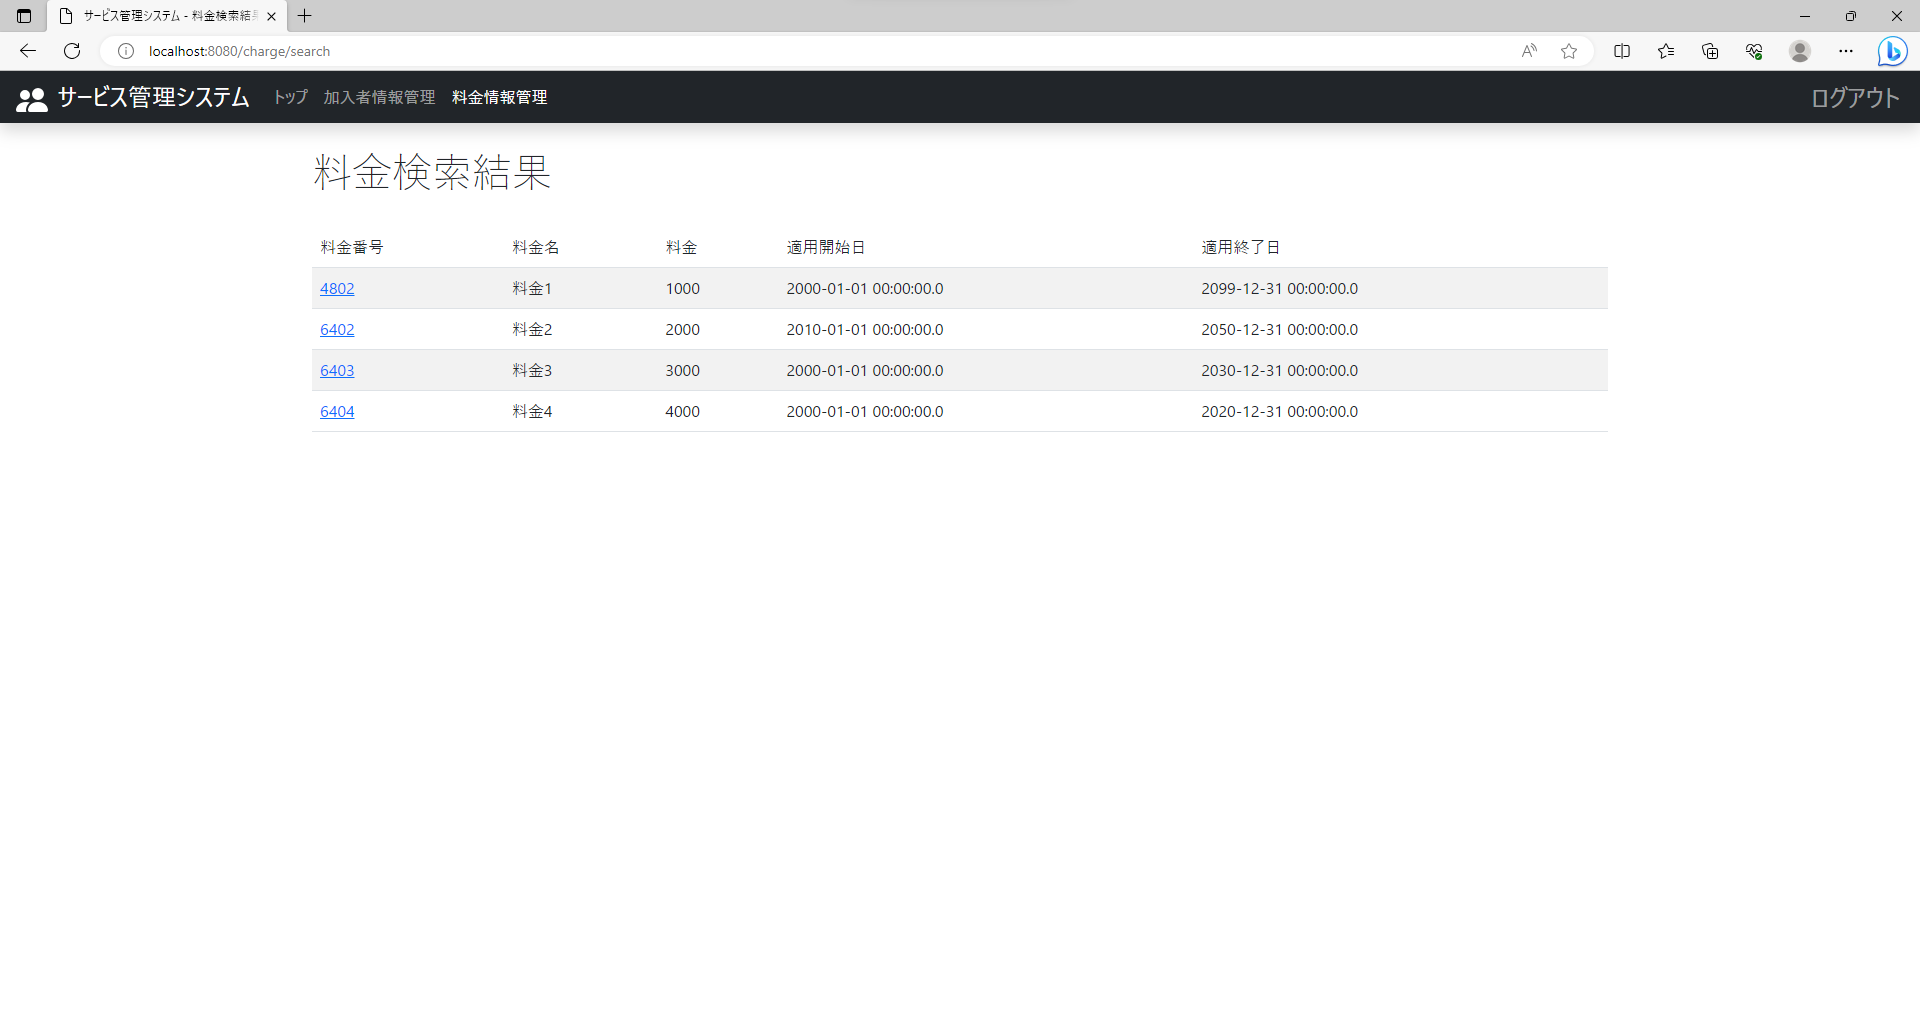 サービス管理システム - 料金検索結
localhost:8080/charge/search
サービス管理システム トップ 加入者情報管理 料金情報管理 ログアウト
料金検索結果
料金番号 料金名 料金 適用開始日 適用終了日
4802 料金1 1000 2000-01-01 00:00:00.0 2099-12-31 00:00:00.0
6402 料金2 2000 2010-01-01 00:00:00.0 2050-12-31 00:00:00.0
6403 料金3 3000 2000-01-01 00:00:00.0 2030-12-31 00:00:00.0
6404 料金4 4000 2000-01-01 00:00:00.0 2020-12-31 00:00:00.0